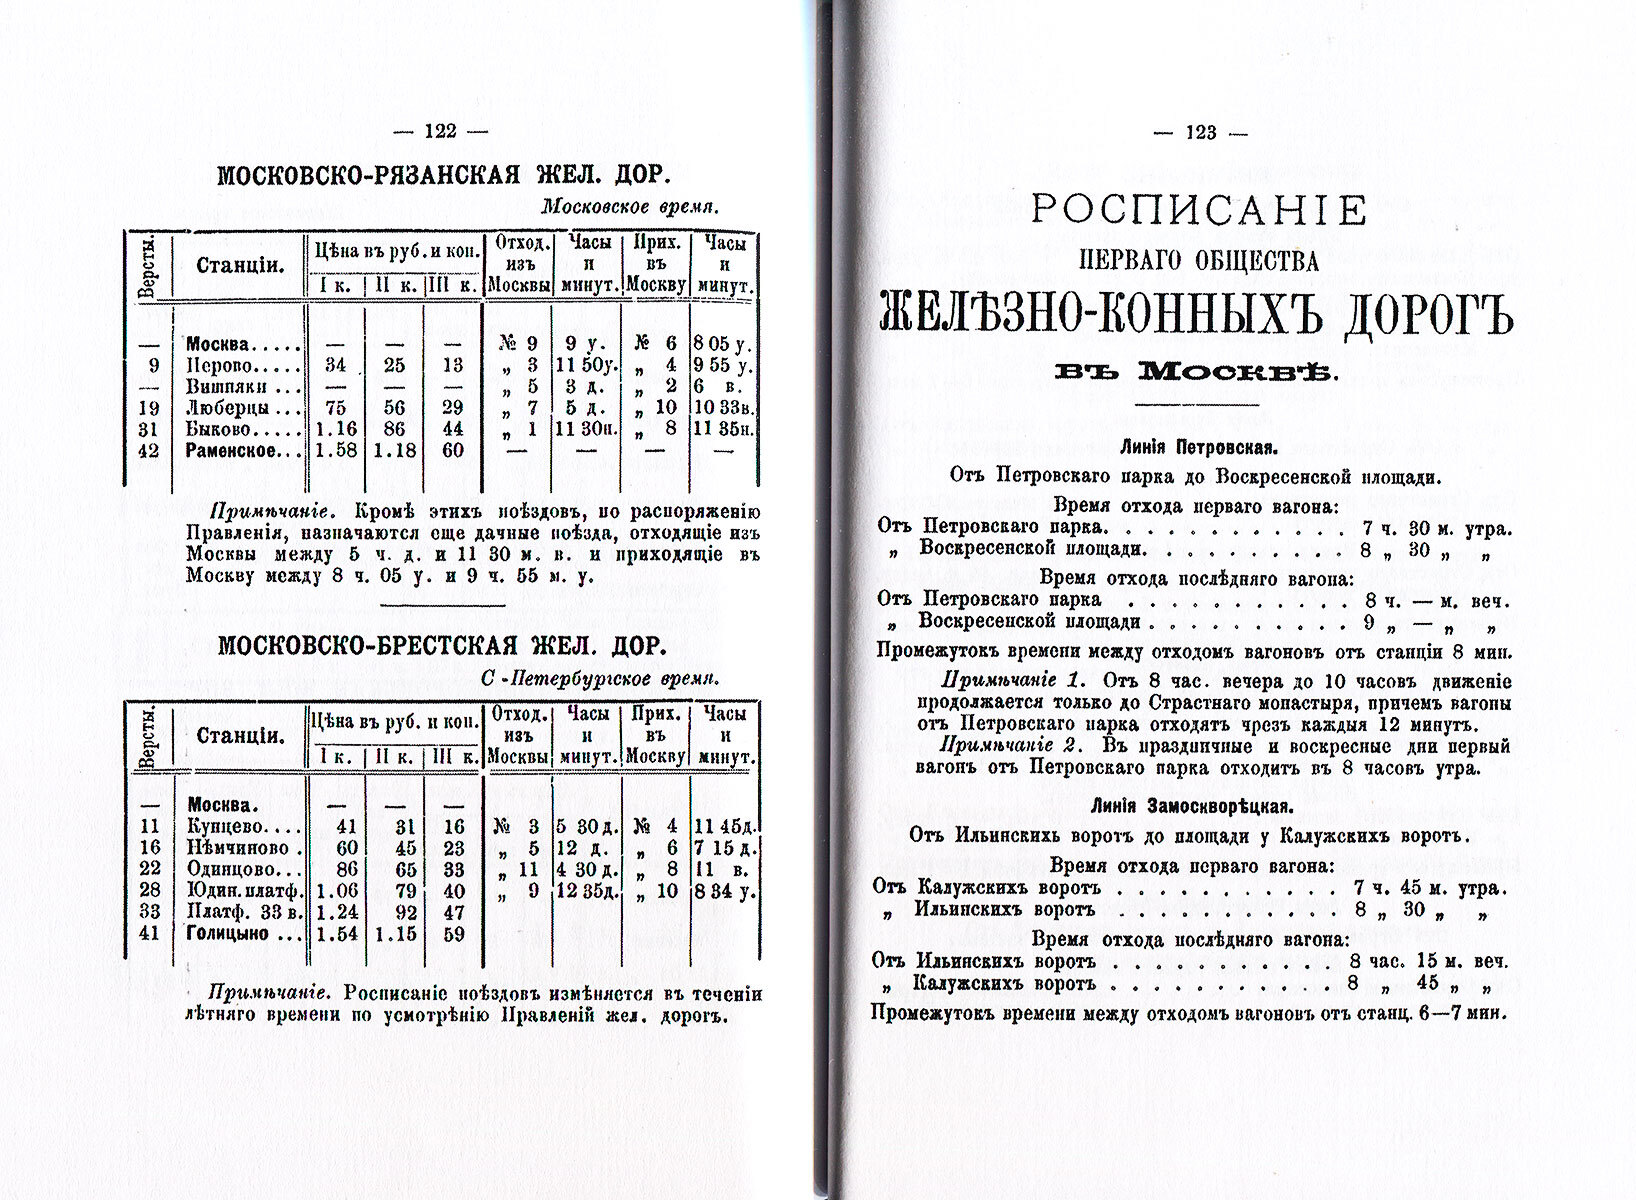 — 122 —
МОСКОВСКО-РЯЗАНСКАЯ ЖЕЛ. ДОР.
Московское время.
Версты. Станціи. Цѣна въ руб. и коп. Отход. изъ Москвы Часы и минут. Прих. въ Москву Часы и минут.
I к. II к. III к.
— Москва..... — — — № 9 9 у. № 6 8 05 у.
9 Перово..... 34 25 13 „ 3 11 50у. „ 4 9 55 у.
— Вишняки ... — — — „ 5 3 д. „ 2 6 в.
19 Люберцы ... 75 56 29 „ 7 5 д. „ 10 10 33в.
31 Быково..... 1.16 86 44 „ 1 11 30н. „ 8 11 35н.
42 Раменское... 1.58 1.18 60 — — — —
Примѣчаніе. Кромѣ этихъ поѣздовъ, по распоряженію
Правленія, назначаются еще дачные поѣзда, отходящіе изъ
Москвы между 5 ч. д. и 11 30 м. в. и приходящіе въ
Москву между 8 ч. 05 у. и 9 ч. 55 м. у.
МОСКОВСКО-БРЕСТСКАЯ ЖЕЛ. ДОР.
С -Петербургское время.
Версты. Станціи. Цѣна въ руб. и коп. Отход. изъ Москвы Часы и минут. Прих. въ Москву Часы и минут.
I к. II к. III к.
— Москва. — — —
11 Кунцево.... 41 31 16 № 3 5 30д. № 4 11 45д.
16 Нѣмчиново . 60 45 23 „ 5 12 д. „ 6 7 15 д.
22 Одинцово... 86 65 33 „ 11 4 30д. „ 8 11 в.
28 Юдин. платф. 1.06 79 40 „ 9 12 35д. „ 10 8 34 у.
33 Платф. 33 в. 1.24 92 47
41 Голицыно ... 1.54 1.15 59
Примѣчаніе. Росписаніе поѣздовъ измѣняется въ теченіи
лѣтняго времени по усмотрѣнію Правленій жел. дорогъ.
— 123 —
РОСПИСАНІЕ
ПЕРВАГО ОБЩЕСТВА
ЖЕЛѢЗНО-КОННЫХЪ ДОРОГЪ
въ Москвѣ.
Линія Петровская.
Отъ Петровскаго парка до Воскресенской площади.
Время отхода перваго вагона:
Отъ Петровскаго парка. . . . . . . . . . . . 7 ч. 30 м. утра.
„ Воскресенской площади. . . . . . . . . . 8 „ 30 „ „
Время отхода послѣдняго вагона:
Отъ Петровскаго парка . . . . . . . . . . . 8 ч. — м. веч.
„ Воскресенской площади . . . . . . . . . . 9 „ — „ „
Промежутокъ времени между отходомъ вагоновъ отъ станціи 8 мин.
Примѣчаніе 1. Отъ 8 час. вечера до 10 часовъ движеніе
продолжается только до Страстнаго монастыря, причемъ вагоны
отъ Петровскаго парка отходятъ чрезъ каждыя 12 минутъ.
Примѣчаніе 2. Въ праздничные и воскресные дни первый
вагонъ отъ Петровскаго парка отходитъ въ 8 часовъ утра.
Линія Замоскворѣцкая.
Отъ Ильинскихь воротъ до площади у Калужскихъ воротъ.
Время отхода перваго вагона:
Отъ Калужскихъ воротъ . . . . . . . . . . . 7 ч. 45 м. утра.
„ Ильинскихъ воротъ . . . . . . . . . . . 8 „ 30 „ „
Время отхода послѣдняго вагона:
Отъ Ильинскихъ воротъ . . . . . . . . . . . 8 час. 15 м. веч.
„ Калужскихъ воротъ . . . . . . . . . . . 8 „ 45 „ „
Промежутокъ времени между отходомъ вагоновъ отъ станц. 6—7 мин.